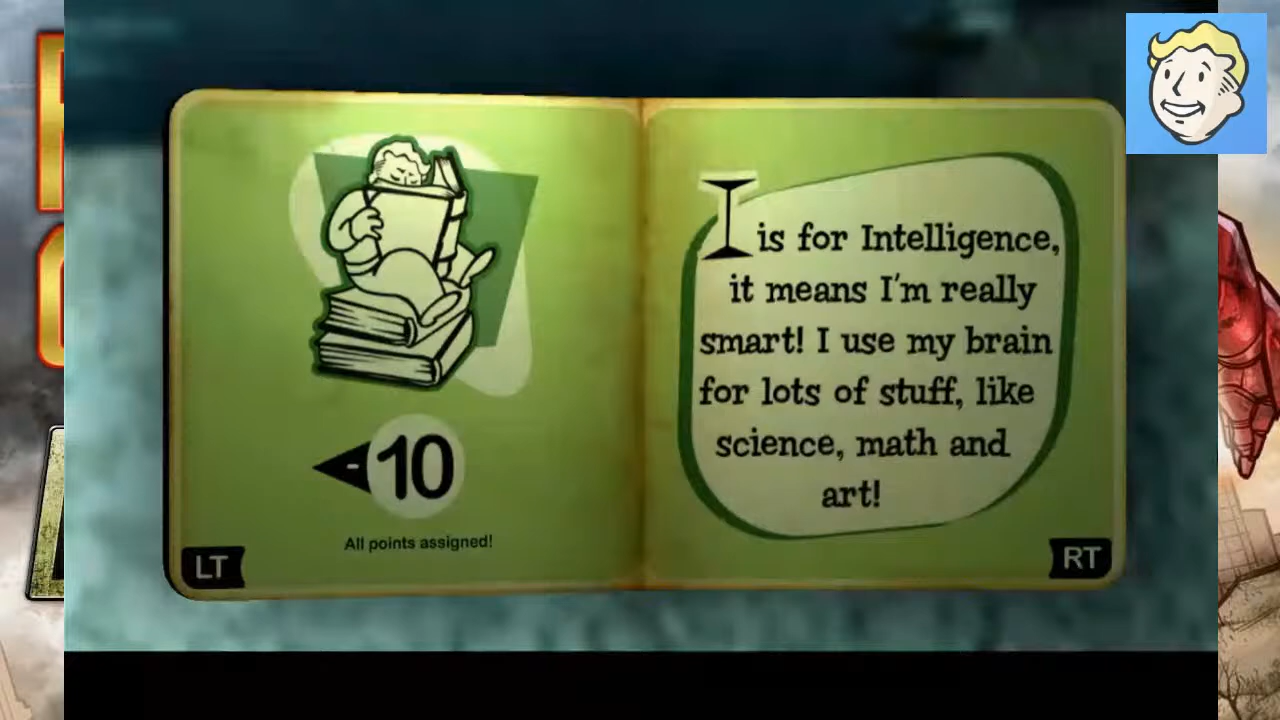 I is for Intelligence,
it means I'm really
smart! I use my brain
for lots of stuff, like
science, math and
art!
- 10
All points assigned!
LT
RT